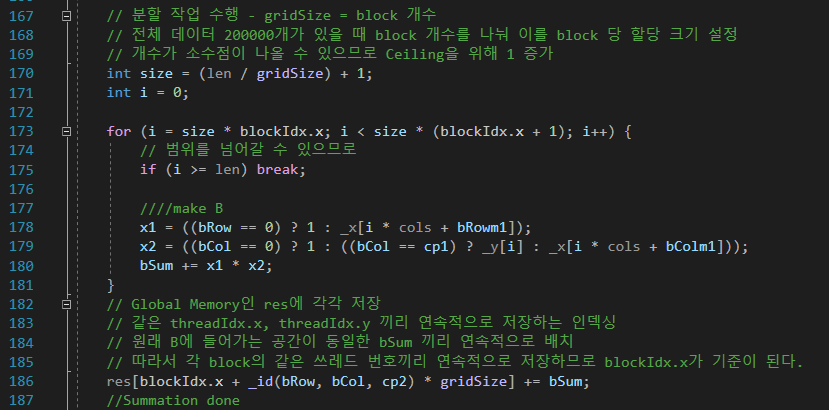 167 // 분할 작업 수행 - gridSize = block 개수
168 // 전체 데이터 200000개가 있을 때 block 개수를 나눠 이를 block 당 할당 크기 설정
169 // 개수가 소수점이 나올 수 있으므로 Ceiling을 위해 1 증가
170 int size = (len / gridSize) + 1;
171 int i = 0;
172
173 for (i = size * blockIdx.x; i < size * (blockIdx.x + 1); i++) {
174 // 범위를 넘어갈 수 있으므로
175 if (i >= len) break;
176
177 ////make B
178 x1 = ((bRow == 0) ? 1 : _x[i * cols + bRowm1]);
179 x2 = ((bCol == 0) ? 1 : ((bCol == cp1) ? _y[i] : _x[i * cols + bColm1]));
180 bSum += x1 * x2;
181 }
182 // Global Memory인 res에 각각 저장
183 // 같은 threadIdx.x, threadIdx.y 끼리 연속적으로 저장하는 인덱싱
184 // 원래 B에 들어가는 공간이 동일한 bSum 끼리 연속적으로 배치
185 // 따라서 각 block의 같은 쓰레드 번호끼리 연속적으로 저장하므로 blockIdx.x가 기준이 된다.
186 res[blockIdx.x + _id(bRow, bCol, cp2) * gridSize] += bSum;
187 //Summation done